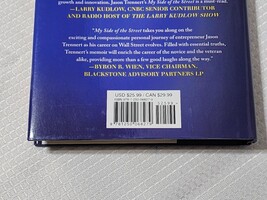 growth and innovation. Jason Trennert's My Side of the Street is a must-read.
—LARRY KUDLOW, CNBC SENIOR CONTRIBUTOR
AND RADIO HOST OF THE LARRY KUDLOW SHOW
"My Side of the Street takes you along on the
exciting and compassionate personal journey of entrepreneur Jason
Trennert as his career on Wall Street evolves. Filled with essential truths,
Trennert's memoir will enrich the career of the novice and the veteran
alike, providing more than a few good laughs along the way."
—BYRON R. WIEN, VICE CHAIRMAN,
BLACKSTONE ADVISORY PARTNERS LP
USD $25.99 / CAN $29.99